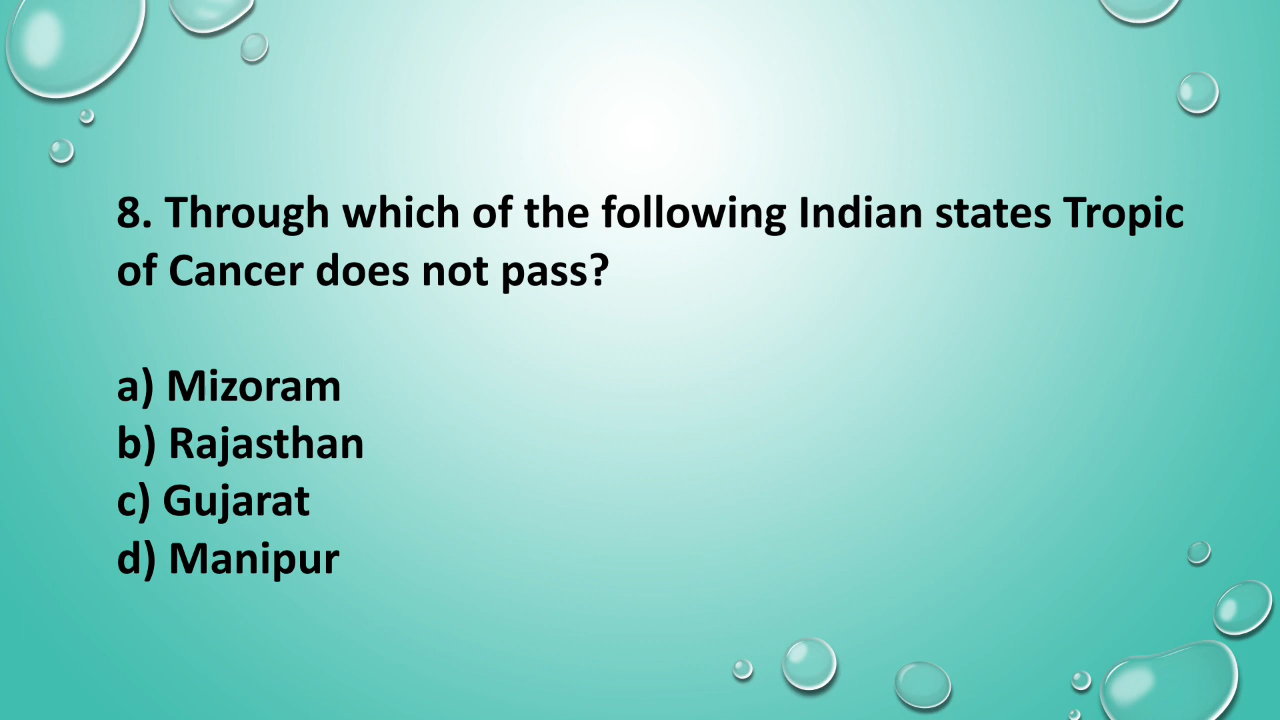 8. Through which of the following Indian states Tropic
of Cancer does not pass?
a) Mizoram
b) Rajasthan
c) Gujarat
d) Manipur